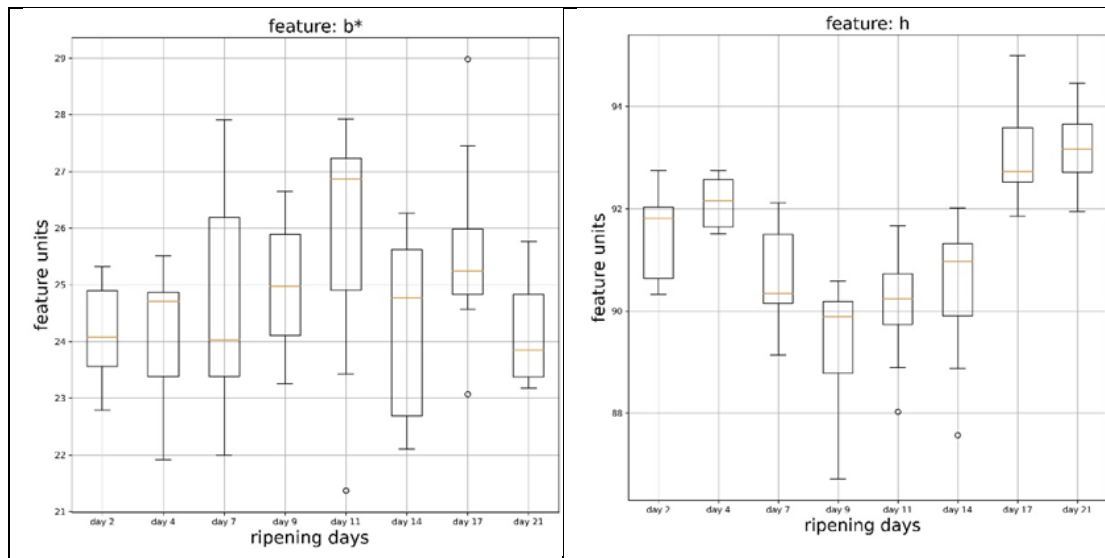 feature: b*
29
28
27
26
25
24
23
22
21
feature units
day 2 day 4 day 7 day 9 day 11 day 14 day 17 day 21
ripening days
feature: h
94
92
90
88
feature units
day 2 day 4 day 7 day 9 day 11 day 14 day 17 day 21
ripening days